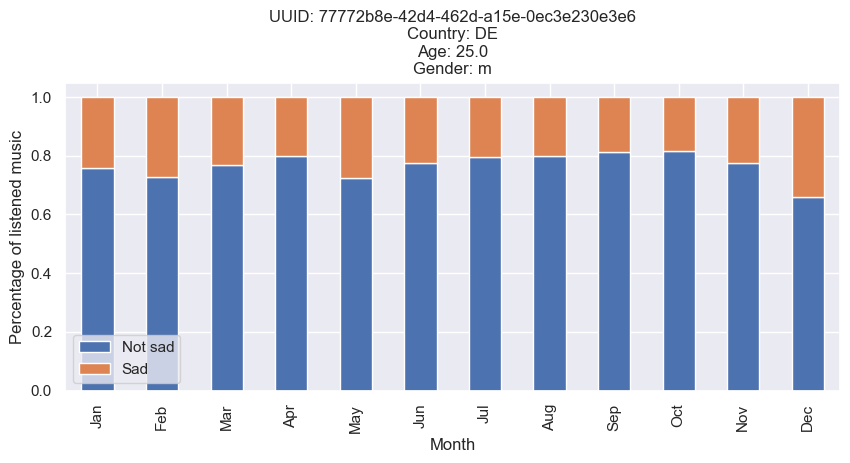 UUID: 77772b8e-42d4-462d-a15e-0ec3e230e3e6
Country: DE
Age: 25.0
Gender: m
Percentage of listened music
1.0
0.8
0.6
0.4
0.2
0.0
Not sad
Sad
Jan Feb Mar Apr May Jun Jul Aug Sep Oct Nov Dec
Month